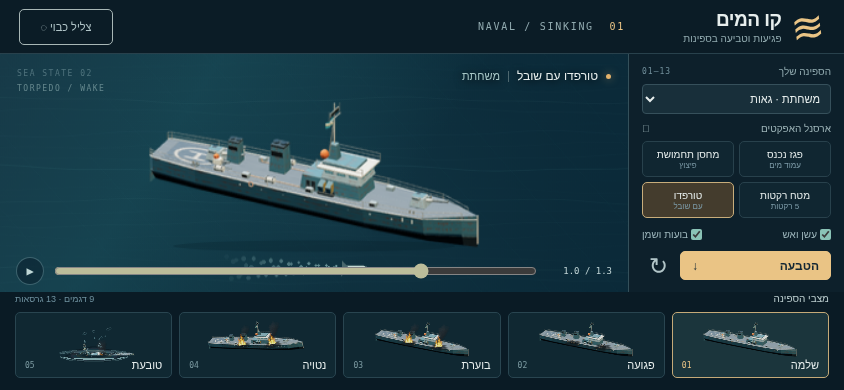 קו המים
פגיעות וטביעה בספינות
NAVAL / SINKING 01
צליל כבוי
הספינה שלך
01–13
משחתת · גאות
ארסנל האפקטים
פגז נכנס
עמוד מים
מחסן תחמושת
פיצוץ
מטח רקטות
5 רקטות
טורפדו
עם שובל
עשן ואש
בועות ושמן
הטבעה ↓
SEA STATE 02
TORPEDO / WAKE
טורפדו עם שובל | משחתת
1.0 / 1.3
מצבי הספינה
9 דגמים · 13 גרסאות
שלמה
01
פגועה
02
בוערת
03
נטויה
04
טובעת
05